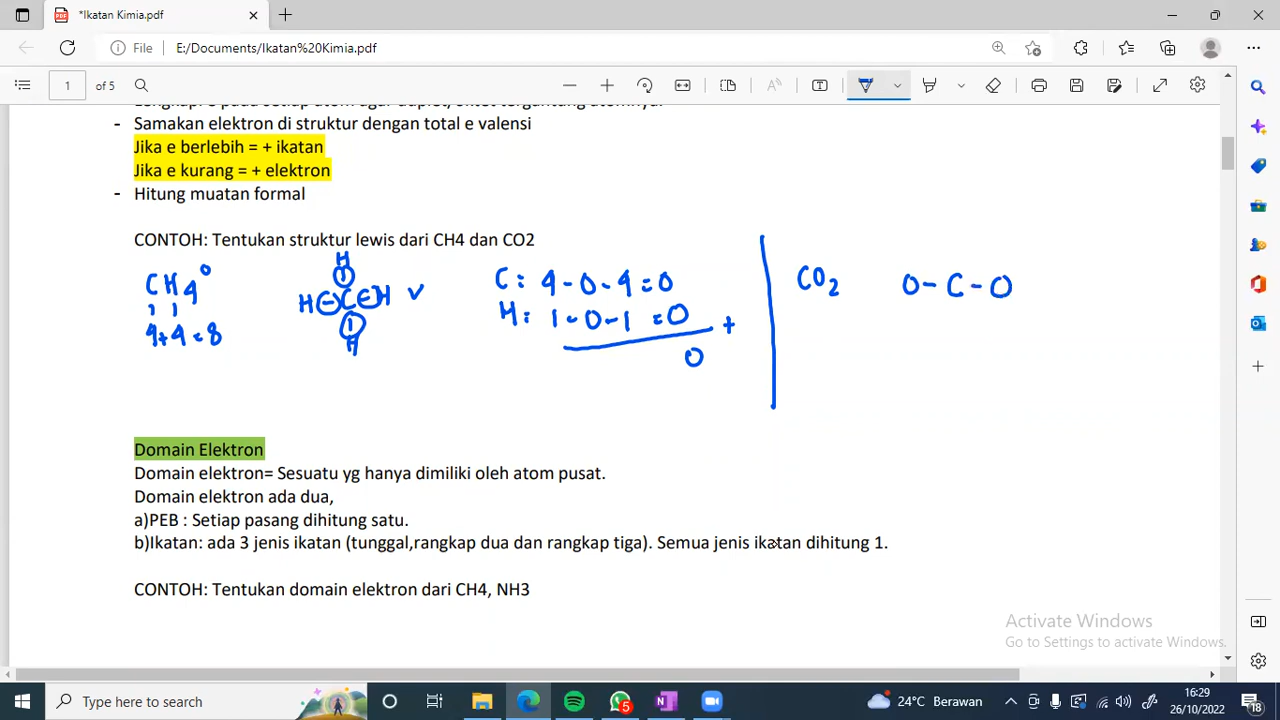 *Ikatan Kimia.pdf
File E:/Documents/Ikatan%20Kimia.pdf
1 of 5
- Samakan elektron di struktur dengan total e valensi
Jika e berlebih = + ikatan
Jika e kurang = + elektron
- Hitung muatan formal
CONTOH: Tentukan struktur lewis dari CH4 dan CO2
CH4⁰
4+4=8
H
H C H
H
C: 4-0-4=0
H: 1-0-1=0 +
0
CO2 O-C-O
Domain Elektron
Domain elektron= Sesuatu yg hanya dimiliki oleh atom pusat.
Domain elektron ada dua,
a)PEB : Setiap pasang dihitung satu.
b)Ikatan: ada 3 jenis ikatan (tunggal,rangkap dua dan rangkap tiga). Semua jenis ikatan dihitung 1.
CONTOH: Tentukan domain elektron dari CH4, NH3
Activate Windows
Go to Settings to activate Windows.
Type here to search
5
24°C Berawan
16:29
26/10/2022
18